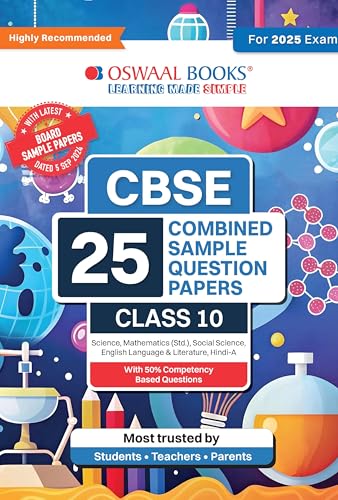 Highly Recommended
For 2025 Exam
OSWAAL BOOKS®
LEARNING MADE SIMPLE
WITH LATEST
BOARD
SAMPLE PAPERS
DATED 5 SEP 2024
CBSE
25
COMBINED
SAMPLE
QUESTION
PAPERS
CLASS 10
Science, Mathematics (Std.), Social Science,
English Language & Literature, Hindi-A
With 50% Competency
Based Questions
Most trusted by
Students • Teachers • Parents